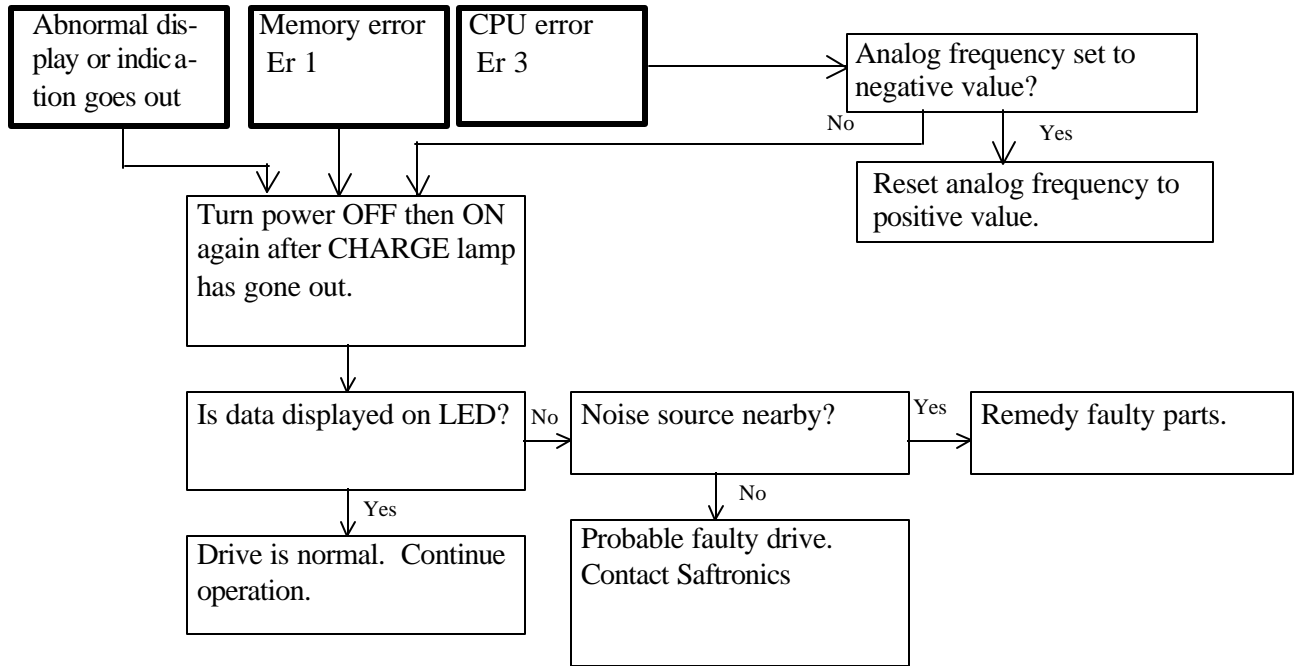 Abnormal dis-
play or indica-
tion goes out
Memory error
Er 1
CPU error
Er 3
Analog frequency set to
negative value?
No
Yes
Reset analog frequency to
positive value.
Turn power OFF then ON
again after CHARGE lamp
has gone out.
Is data displayed on LED?
No
Noise source nearby?
Yes
Remedy faulty parts.
Yes
No
Drive is normal. Continue
operation.
Probable faulty drive.
Contact Saftronics